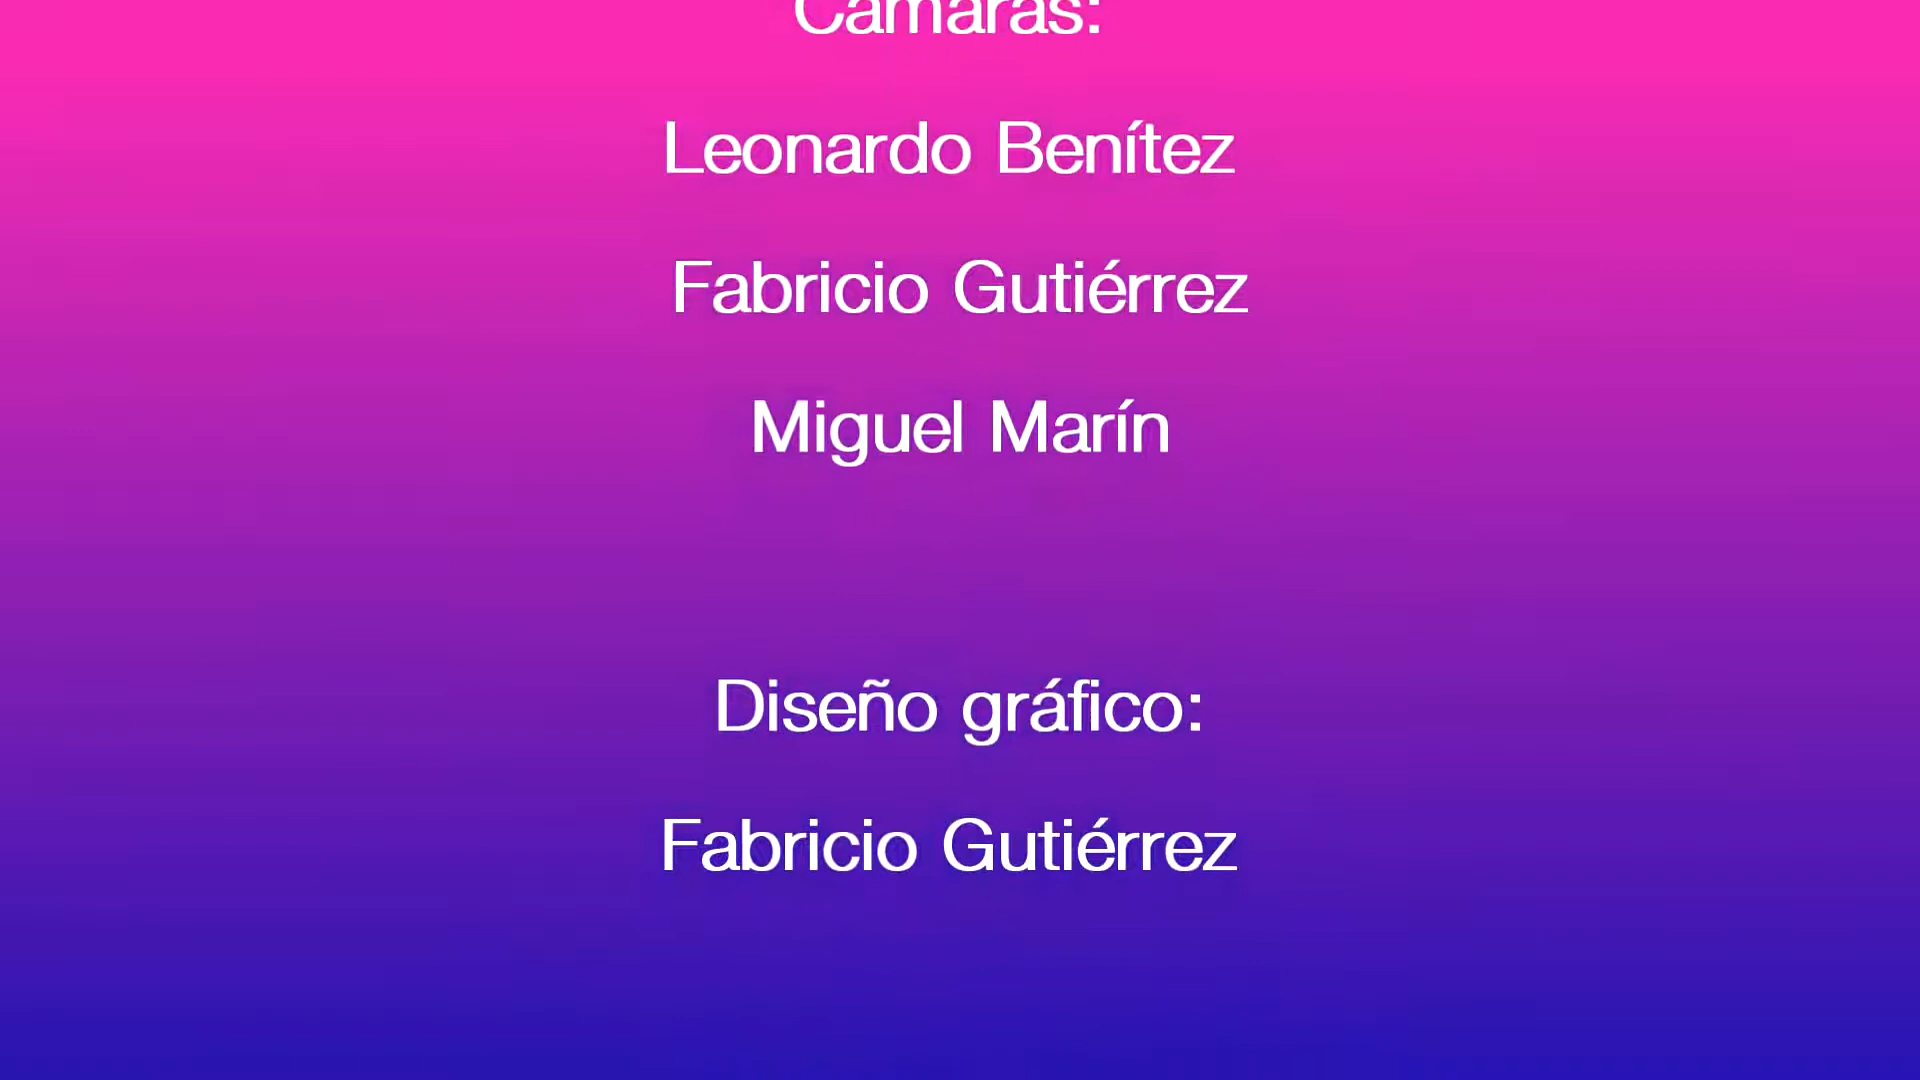 Cámaras:
Leonardo Benítez
Fabricio Gutiérrez
Miguel Marín
Diseño gráfico:
Fabricio Gutiérrez